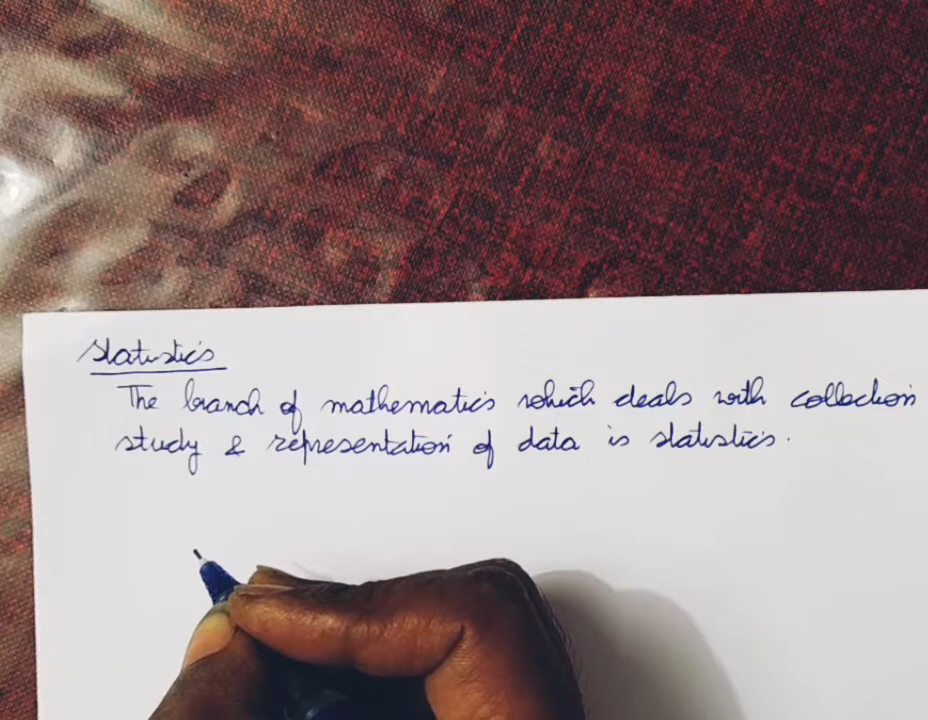 Statistics
The branch of mathematics which deals with collection
study & representation of data is statistics.